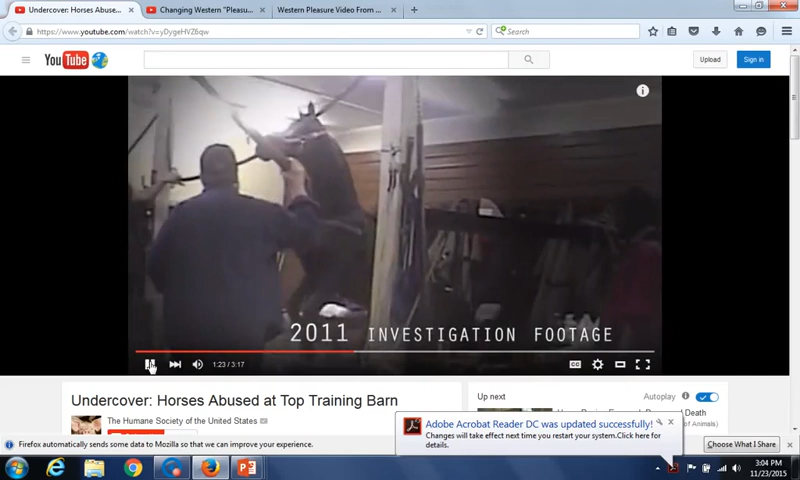 Undercover: Horses Abuse...
Changing Western "Pleasu...
Western Pleasure Video From ...
https://www.youtube.com/watch?v=yDygeHVZ6qw
Search
YouTube
Upload
Sign in
2011 INVESTIGATION FOOTAGE
1:23 / 3:17
Undercover: Horses Abused at Top Training Barn
The Humane Society of the United States
Up next
Autoplay
Death
of Animals)
Adobe Acrobat Reader DC was updated successfully!
Changes will take effect next time you restart your system.Click here for
details.
Firefox automatically sends some data to Mozilla so that we can improve your experience.
Choose What I Share
3:04 PM
11/23/2015